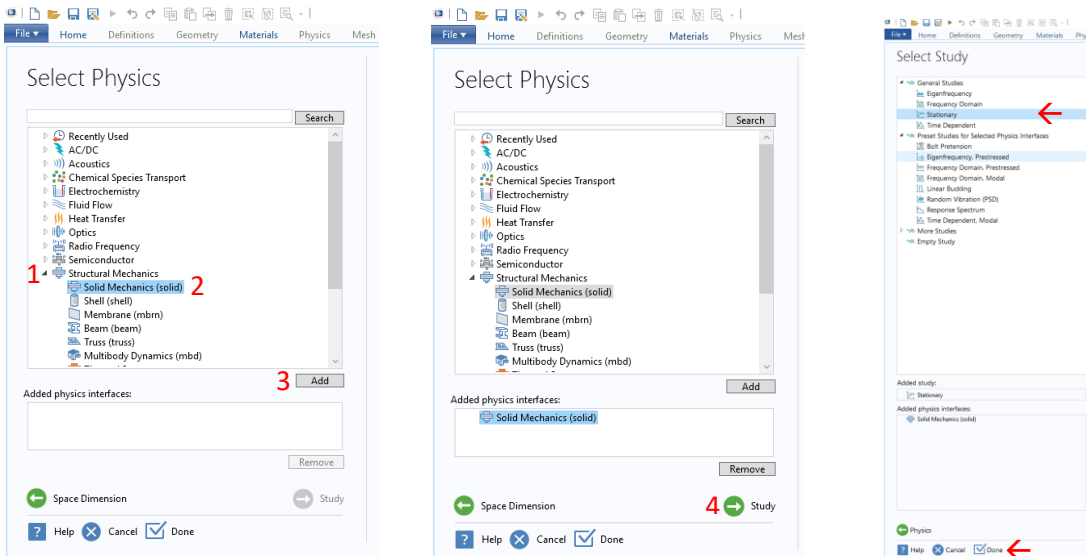 File Home Definitions Geometry Materials Physics Mesh
Select Physics
Search
Recently Used
AC/DC
Acoustics
Chemical Species Transport
Electrochemistry
Fluid Flow
Heat Transfer
Optics
Radio Frequency
Semiconductor
1 Structural Mechanics
Solid Mechanics (solid) 2
Shell (shell)
Membrane (mbrn)
Beam (beam)
Truss (truss)
Multibody Dynamics (mbd)
3 Add
Added physics interfaces:
Remove
Space Dimension Study
? Help Cancel Done
File Home Definitions Geometry Materials Physics Mesh
Select Physics
Search
Recently Used
AC/DC
Acoustics
Chemical Species Transport
Electrochemistry
Fluid Flow
Heat Transfer
Optics
Radio Frequency
Semiconductor
Structural Mechanics
Solid Mechanics (solid)
Shell (shell)
Membrane (mbrn)
Beam (beam)
Truss (truss)
Multibody Dynamics (mbd)
Add
Added physics interfaces:
Solid Mechanics (solid)
Remove
Space Dimension 4 Study
? Help Cancel Done
File Home Definitions Geometry Materials Phy
Select Study
General Studies
Eigenfrequency
Frequency Domain
Stationary
Time Dependent
Preset Studies for Selected Physics Interfaces
Bolt Pretension
Eigenfrequency, Prestressed
Frequency Domain, Prestressed
Frequency Domain, Modal
Linear Buckling
Random Vibration (PSD)
Response Spectrum
Time Dependent, Modal
More Studies
Empty Study
Added study:
Stationary
Added physics interfaces:
Solid Mechanics (solid)
Physics
? Help Cancel Done